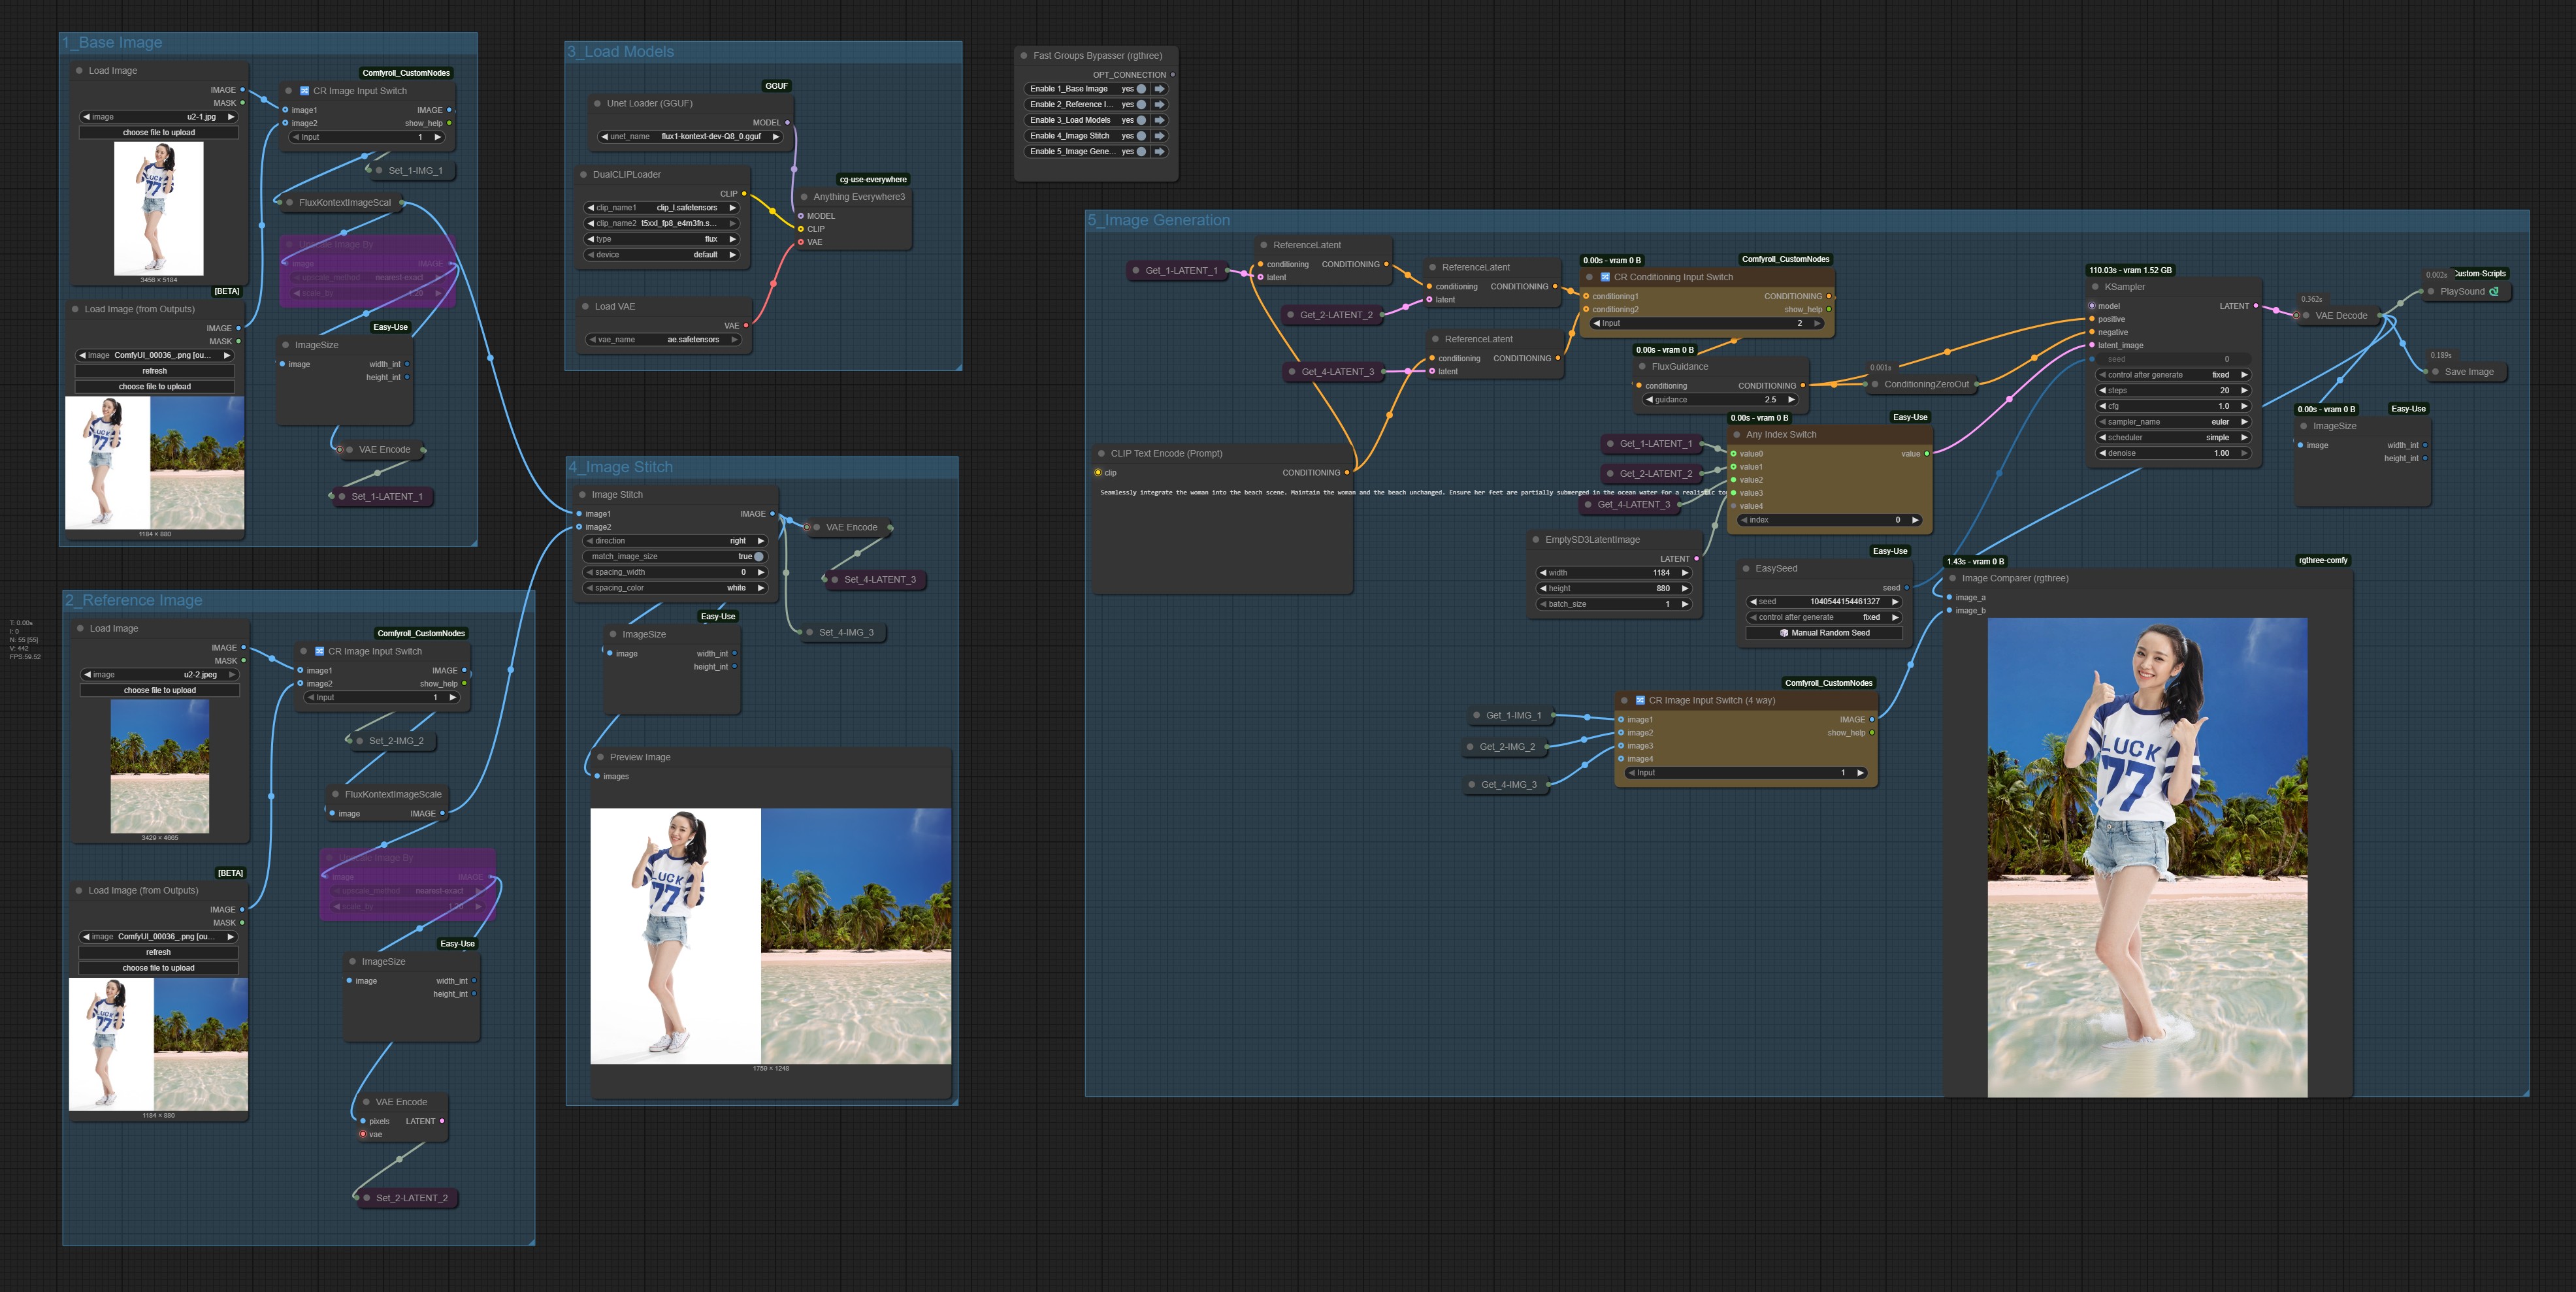 1_Base Image
Load Image
IMAGE
MASK
image u2-1.jpg
choose file to upload
3456 × 5184
Comfyroll_CustomNodes
CR Image Input Switch
image1 IMAGE
image2 show_help
Input 1
Set_1-IMG_1
FluxKontextImageScal
Upscale Image By
image IMAGE
upscale_method nearest-exact
scale_by 1.20
[BETA]
Load Image (from Outputs)
IMAGE
MASK
image ComfyUI_00036_.png [ou...
refresh
choose file to upload
LUCK
77
1184 × 880
Easy-Use
ImageSize
image width_int
height_int
VAE Encode
Set_1-LATENT_1
2_Reference Image
T: 0.00s
I: 0
N: 55 [55]
V: 442
FPS:59.52
Load Image
IMAGE
MASK
image u2-2.jpeg
choose file to upload
3429 × 4665
Comfyroll_CustomNodes
CR Image Input Switch
image1 IMAGE
image2 show_help
Input 1
Set_2-IMG_2
FluxKontextImageScale
image IMAGE
Upscale Image By
image IMAGE
upscale_method nearest-exact
scale_by 1.20
[BETA]
Load Image (from Outputs)
IMAGE
MASK
image ComfyUI_00036_.png [ou...
refresh
choose file to upload
1184 × 880
Easy-Use
ImageSize
image width_int
height_int
VAE Encode
pixels LATENT
vae
Set_2-LATENT_2
3_Load Models
GGUF
Unet Loader (GGUF)
MODEL
unet_name flux1-kontext-dev-Q8_0.gguf
DualCLIPLoader
CLIP
clip_name1 clip_l.safetensors
clip_name2 t5xxl_fp8_e4m3fn.s...
type flux
device default
cg-use-everywhere
Anything Everywhere3
MODEL
CLIP
VAE
Load VAE
VAE
vae_name ae.safetensors
4_Image Stitch
Image Stitch
image1 IMAGE
image2
direction right
match_image_size true
spacing_width 0
spacing_color white
VAE Encode
Set_4-LATENT_3
Set_4-IMG_3
Easy-Use
ImageSize
image width_int
height_int
Preview Image
images
LUCK
77
1759 × 1248
Fast Groups Bypasser (rgthree)
OPT_CONNECTION
Enable 1_Base Image yes
Enable 2_Reference I... yes
Enable 3_Load Models yes
Enable 4_Image Stitch yes
Enable 5_Image Gene... yes
5_Image Generation
Get_1-LATENT_1
ReferenceLatent
conditioning CONDITIONING
latent
Get_2-LATENT_2
ReferenceLatent
conditioning CONDITIONING
latent
Get_4-LATENT_3
ReferenceLatent
conditioning CONDITIONING
latent
0.00s - vram 0 B
Comfyroll_CustomNodes
CR Conditioning Input Switch
conditioning1 CONDITIONING
conditioning2 show_help
Input 2
0.00s - vram 0 B
FluxGuidance
conditioning CONDITIONING
guidance 2.5
0.001s
ConditioningZeroOut
CLIP Text Encode (Prompt)
clip CONDITIONING
Seamlessly integrate the woman into the beach scene. Maintain the woman and the beach unchanged. Ensure her feet are partially submerged in the ocean water for a realistic to
0.00s - vram 0 B
Easy-Use
Any Index Switch
Get_1-LATENT_1
Get_2-LATENT_2
Get_4-LATENT_3
value0 value
value1
value2
value3
value4
index 0
EmptySD3LatentImage
LATENT
width 1184
height 880
batch_size 1
Easy-Use
EasySeed
seed
seed 1040544154461327
control after generate fixed
Manual Random Seed
Comfyroll_CustomNodes
CR Image Input Switch (4 way)
Get_1-IMG_1
Get_2-IMG_2
Get_4-IMG_3
image1 IMAGE
image2 show_help
image3
image4
Input 1
110.03s - vram 1.52 GB
KSampler
model LATENT
positive
negative
latent_image
seed 0
control after generate fixed
steps 20
cfg 1.0
sampler_name euler
scheduler simple
denoise 1.00
0.362s
VAE Decode
0.002s
Custom-Scripts
PlaySound
0.189s
Save Image
0.00s - vram 0 B
Easy-Use
ImageSize
image width_int
height_int
1.43s - vram 0 B
rgthree-comfy
Image Comparer (rgthree)
image_a
image_b
LUCK
77